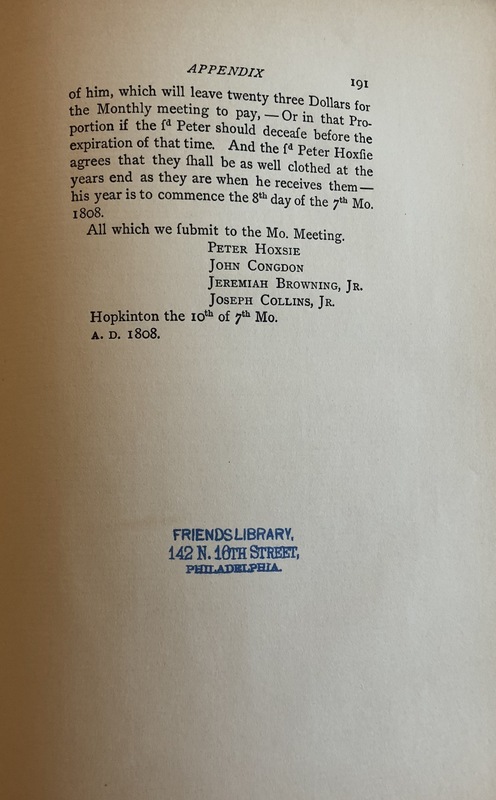 APPENDIX
191
of him, which will leave twenty three Dollars for
the Monthly meeting to pay, — Or in that Pro-
portion if the ſᵈ Peter should deceaſe before the
expiration of that time. And the ſᵈ Peter Hoxſie
agrees that they ſhall be as well clothed at the
years end as they are when he receives them—
his year is to commence the 8ᵗʰ day of the 7ᵗʰ Mo.
1808.
All which we ſubmit to the Mo. Meeting.
PETER HOXSIE
JOHN CONGDON
JEREMIAH BROWNING, JR.
JOSEPH COLLINS, JR.
Hopkinton the 10ᵗʰ of 7ᵗʰ Mo.
A. D. 1808.
FRIENDS LIBRARY,
142 N. 16TH STREET,
PHILADELPHIA.